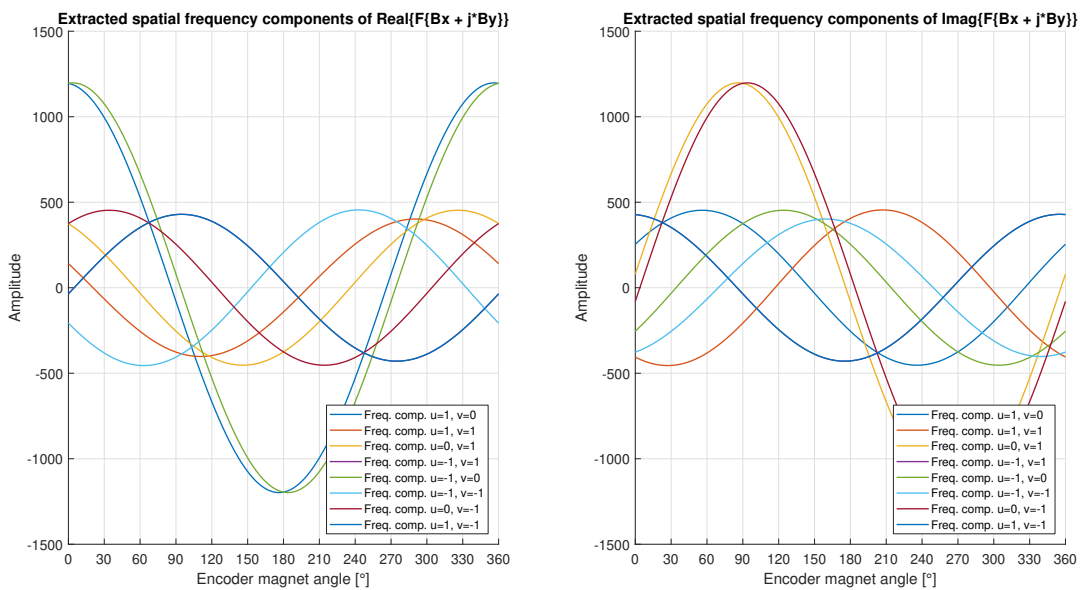 Extracted spatial frequency components of Real{F{Bx + j*By}}
1500
1000
500
0
-500
-1000
-1500
Amplitude
0 30 60 90 120 150 180 210 240 270 300 330 360
Encoder magnet angle [°]
Freq. comp. u=1, v=0
Freq. comp. u=1, v=1
Freq. comp. u=0, v=1
Freq. comp. u=-1, v=1
Freq. comp. u=-1, v=0
Freq. comp. u=-1, v=-1
Freq. comp. u=0, v=-1
Freq. comp. u=1, v=-1
Extracted spatial frequency components of Imag{F{Bx + j*By}}
1500
1000
500
0
-500
-1000
-1500
Amplitude
0 30 60 90 120 150 180 210 240 270 300 330 360
Encoder magnet angle [°]
Freq. comp. u=1, v=0
Freq. comp. u=1, v=1
Freq. comp. u=0, v=1
Freq. comp. u=-1, v=1
Freq. comp. u=-1, v=0
Freq. comp. u=-1, v=-1
Freq. comp. u=0, v=-1
Freq. comp. u=1, v=-1